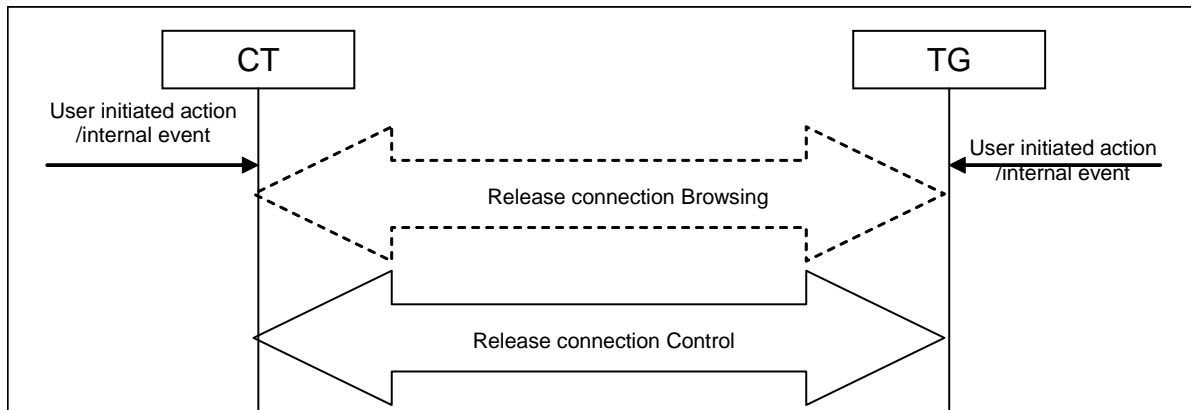 CT
TG
User initiated action
/internal event
User initiated action
/internal event
Release connection Browsing
Release connection Control